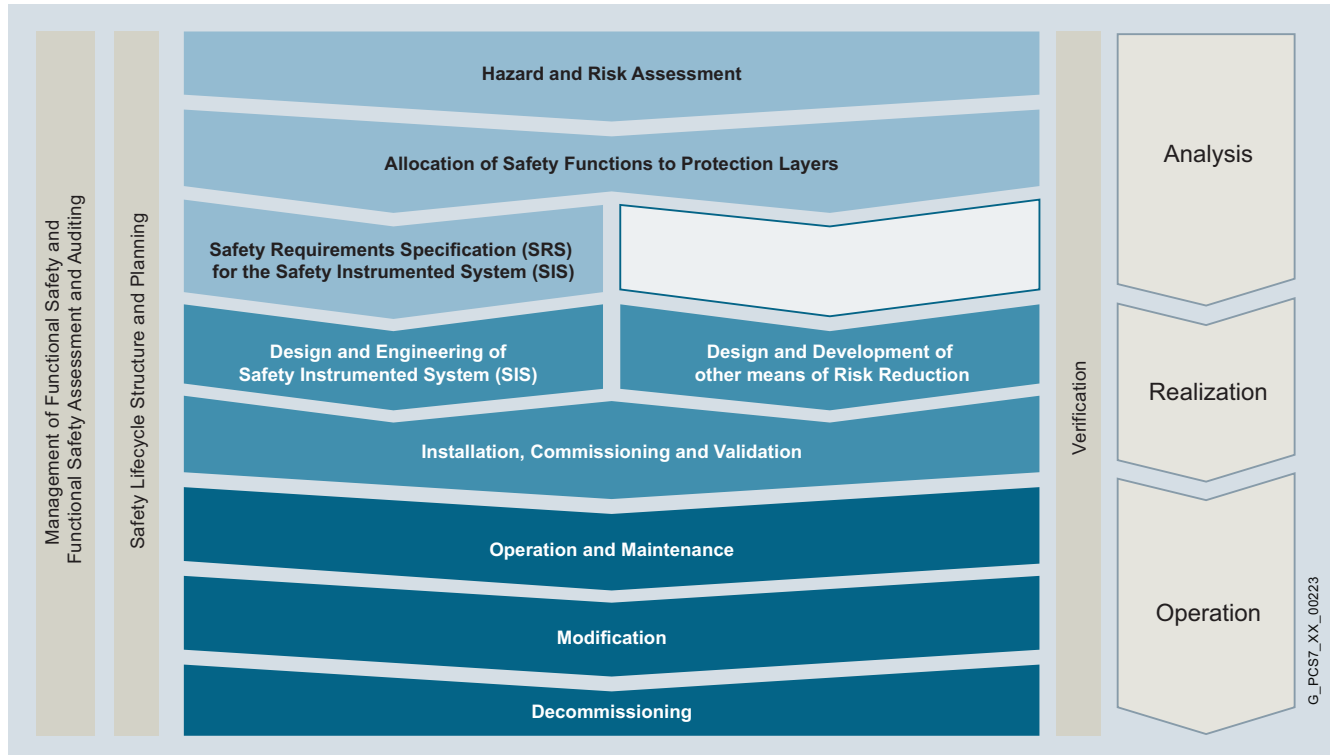 Management of Functional Safety and
Functional Safety Assessment and Auditing
Safety Lifecycle Structure and Planning
Hazard and Risk Assessment
Allocation of Safety Functions to Protection Layers
Safety Requirements Specification (SRS)
for the Safety Instrumented System (SIS)
Design and Engineering of
Safety Instrumented System (SIS)
Design and Development of
other means of Risk Reduction
Installation, Commissioning and Validation
Operation and Maintenance
Modification
Decommissioning
Verification
Analysis
Realization
Operation
G_PCS7_XX_00223